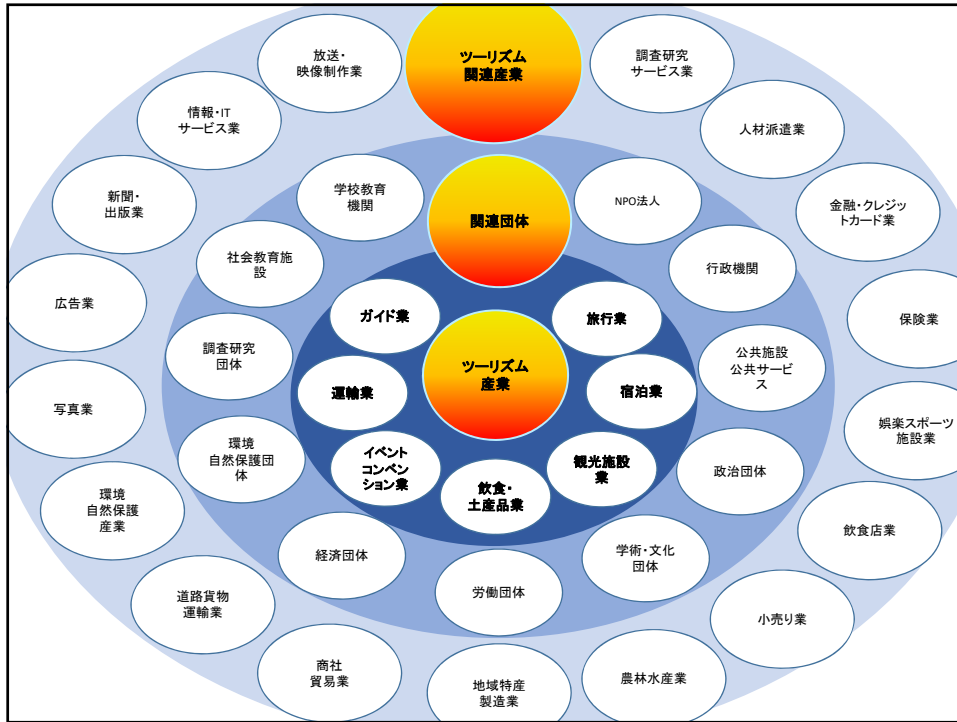 放送・
映像制作業
ツーリズム
関連産業
調査研究
サービス業
情報・IT
サービス業
人材派遣業
新聞・
出版業
学校教育
機関
関連団体
NPO法人
金融・クレジッ
トカード業
社会教育施
設
行政機関
広告業
ガイド業
旅行業
保険業
調査研究
団体
ツーリズム
産業
公共施設
公共サービ
ス
写真業
運輸業
宿泊業
娯楽スポーツ
施設業
環境
自然保護団
体
イベント
コンベン
ション業
飲食・
土産品業
観光施設
業
政治団体
環境
自然保護
産業
飲食店業
経済団体
労働団体
学術・文化
団体
道路貨物
運輸業
小売り業
商社
貿易業
地域特産
製造業
農林水産業